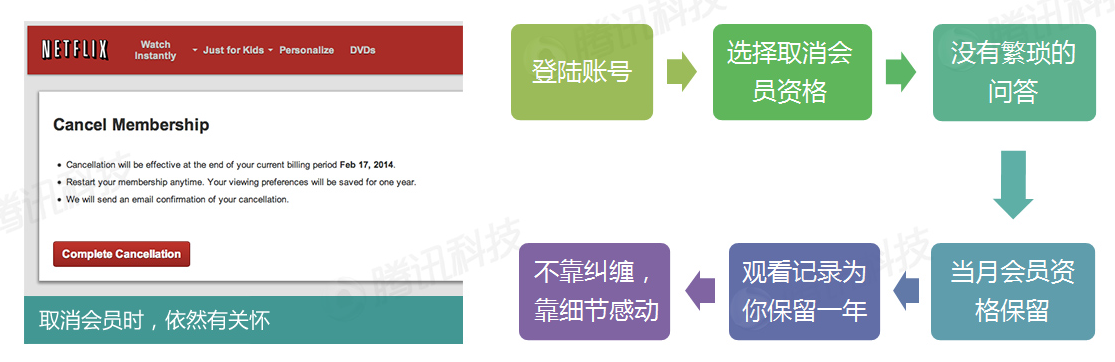 NETFLIX
Watch
Instantly
Just for Kids
Personalize
DVDs
Cancel Membership
Cancellation will be effective at the end of your current billing period Feb 17, 2014.
Restart your membership anytime. Your viewing preferences will be saved for one year.
We will send an email confirmation of your cancellation.
Complete Cancellation
取消会员时，依然有关怀
登陆账号
选择取消会
员资格
没有繁琐的
问答
当月会员资
格保留
观看记录为
你保留一年
不靠纠缠，
靠细节感动
腾讯科技
腾讯科技
腾讯科技
腾讯科技